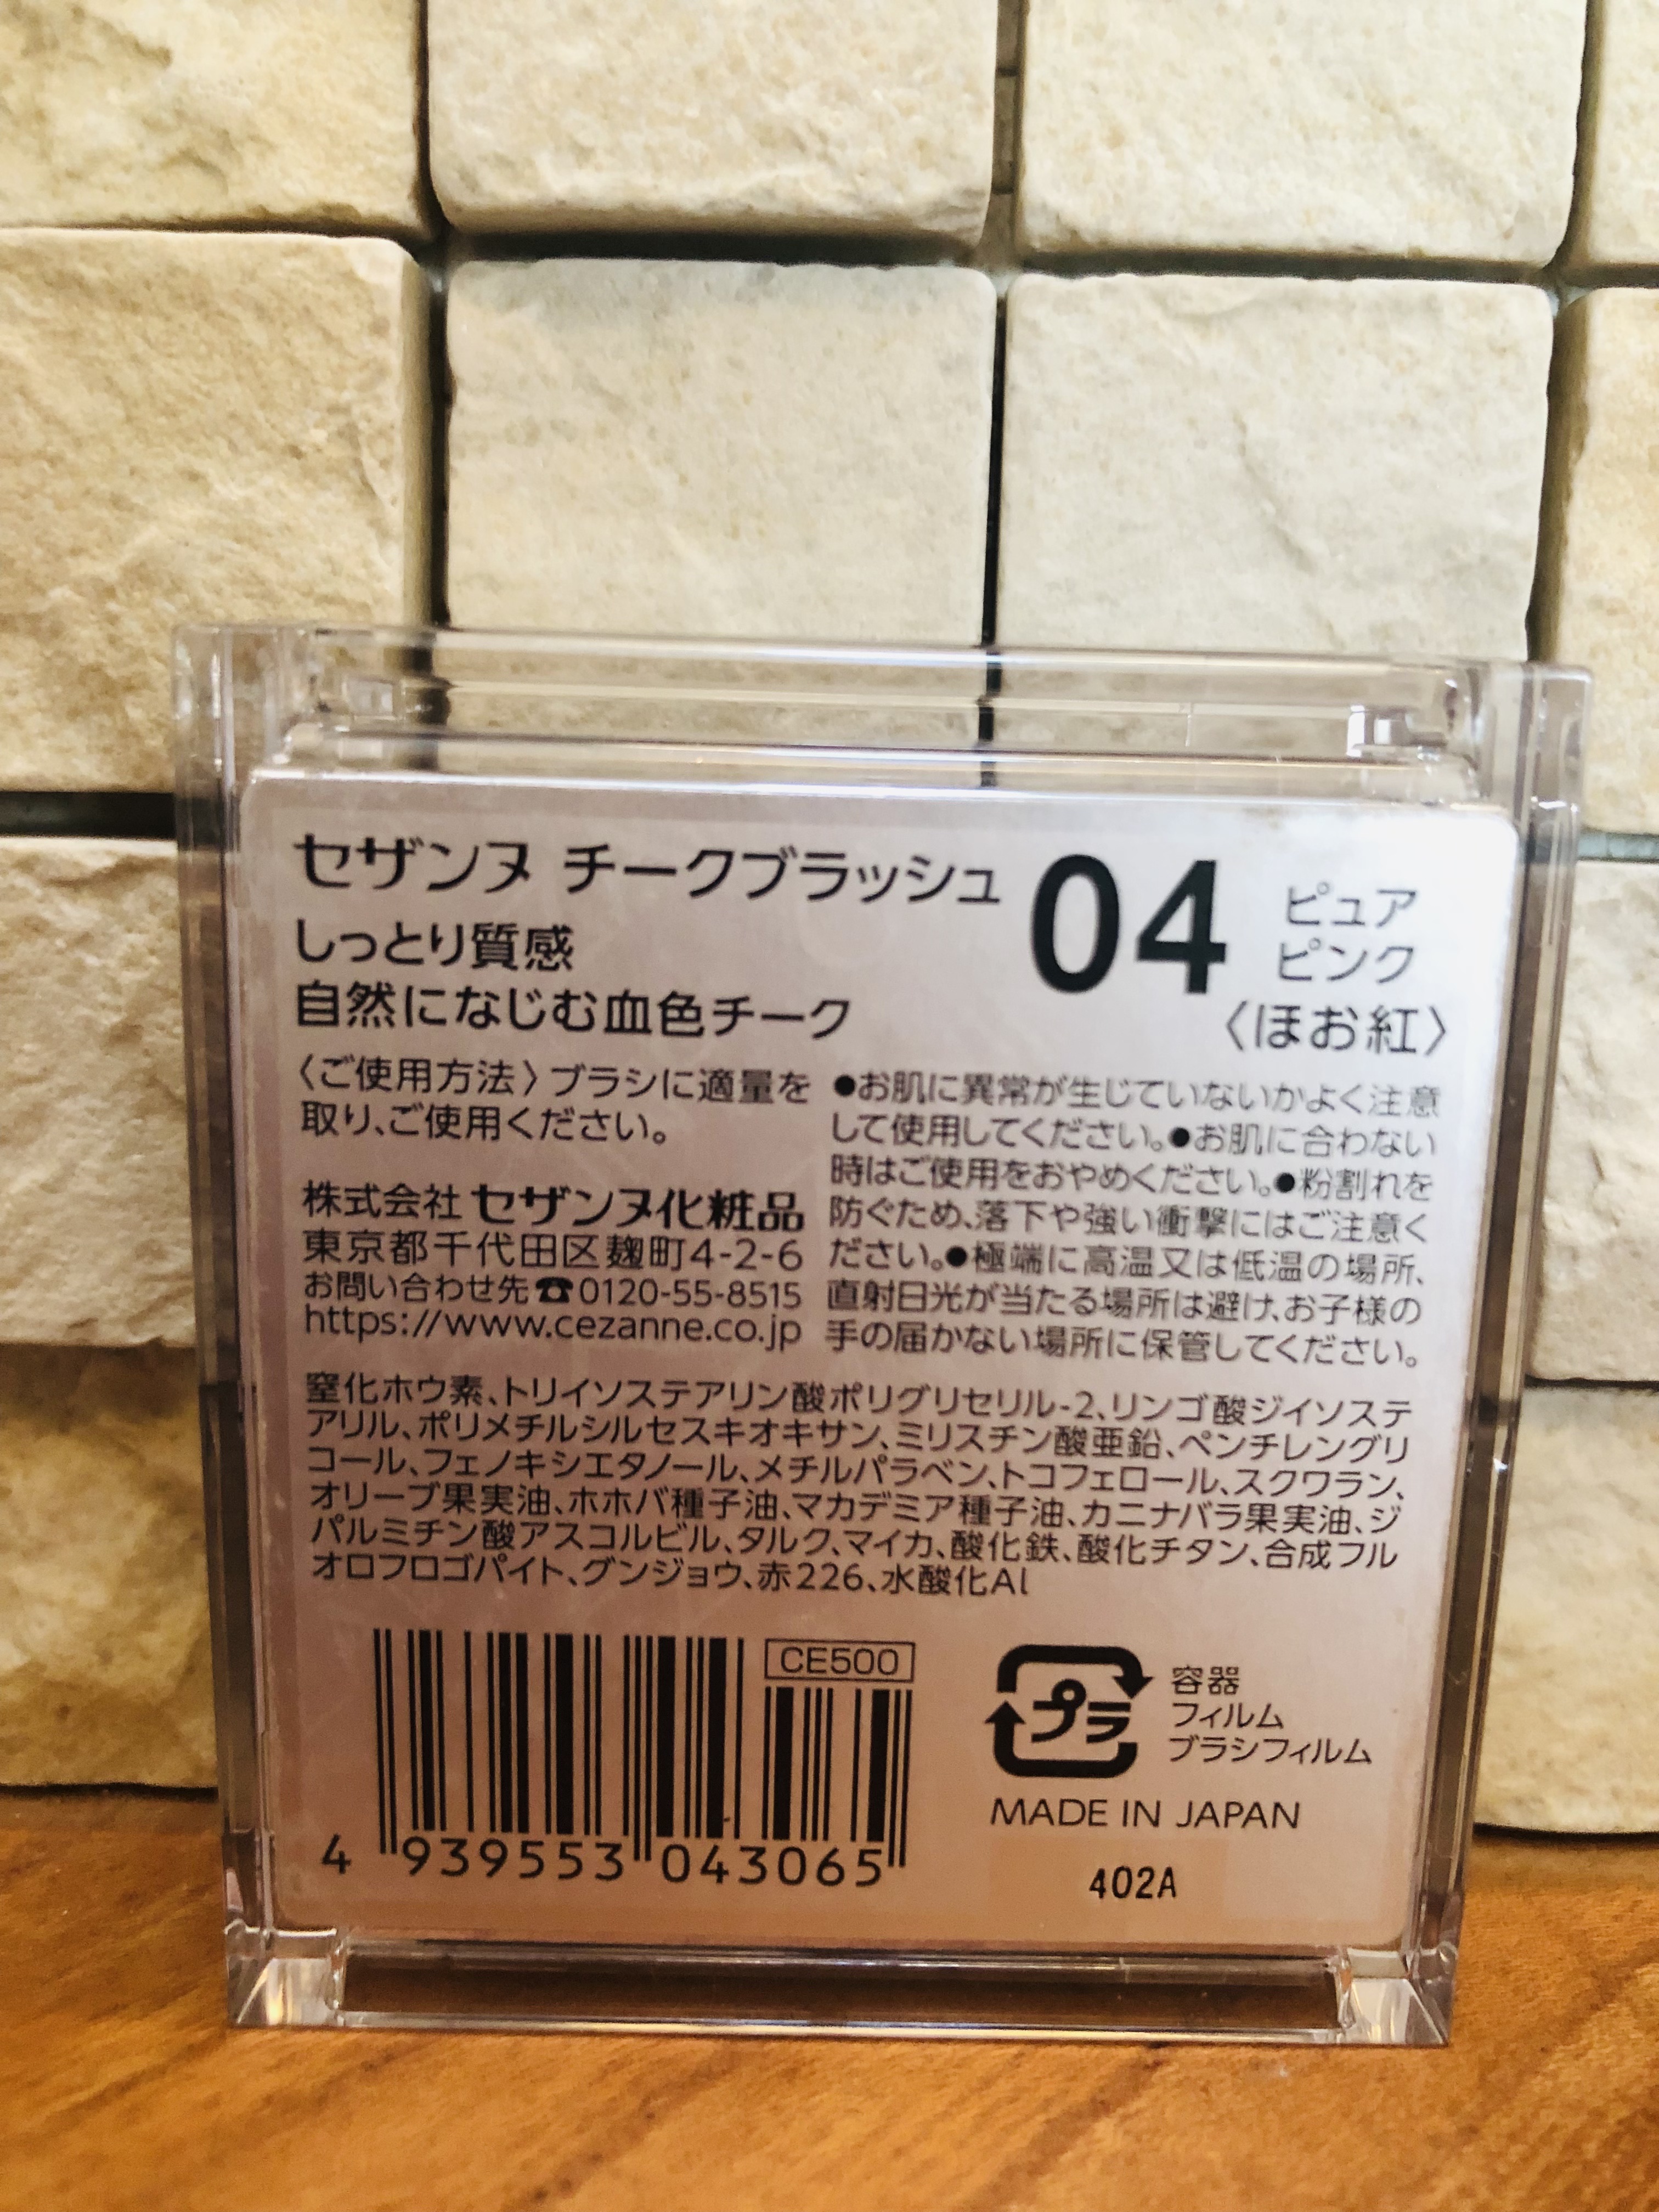 セザンヌ チークブラッシュ
04 ピュア
ピンク
しっとり質感
自然になじむ血色チーク
〈ほお紅〉
〈ご使用方法〉ブラシに適量を
取り、ご使用ください。
株式会社 セザンヌ化粧品
東京都千代田区麹町4-2-6
お問い合わせ先☎0120-55-8515
https://www.cezanne.co.jp
●お肌に異常が生じていないかよく注意
して使用してください。●お肌に合わない
時はご使用をおやめください。●粉割れを
防ぐため、落下や強い衝撃にはご注意く
ださい。●極端に高温又は低温の場所、
直射日光が当たる場所は避け、お子様の
手の届かない場所に保管してください。
窒化ホウ素、トリイソステアリン酸ポリグリセリル-2、リンゴ酸ジイソステ
アリル、ポリメチルシルセスキオキサン、ミリスチン酸亜鉛、ペンチレングリ
コール、フェノキシエタノール、メチルパラベン、トコフェロール、スクワラン、
オリーブ果実油、ホホバ種子油、マカデミア種子油、カニナバラ果実油、ジ
パルミチン酸アスコルビル、タルク、マイカ、酸化鉄、酸化チタン、合成フル
オロフロゴパイト、グンジョウ、赤226、水酸化Al
CE500
4 939553 043065
プラ
容器
フィルム
ブラシフィルム
MADE IN JAPAN
402A